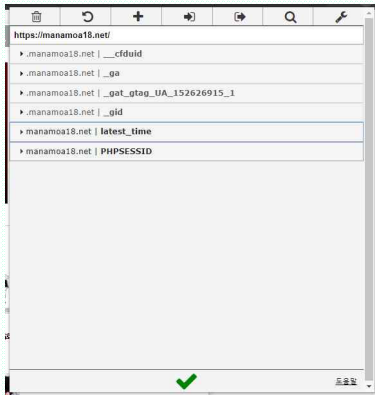 https://manamoa18.net/
.manamoa18.net | __cfduid
.manamoa18.net | _ga
.manamoa18.net | _gat_gtag_UA_152626915_1
.manamoa18.net | _gid
manamoa18.net | latest_time
manamoa18.net | PHPSESSID
도움말